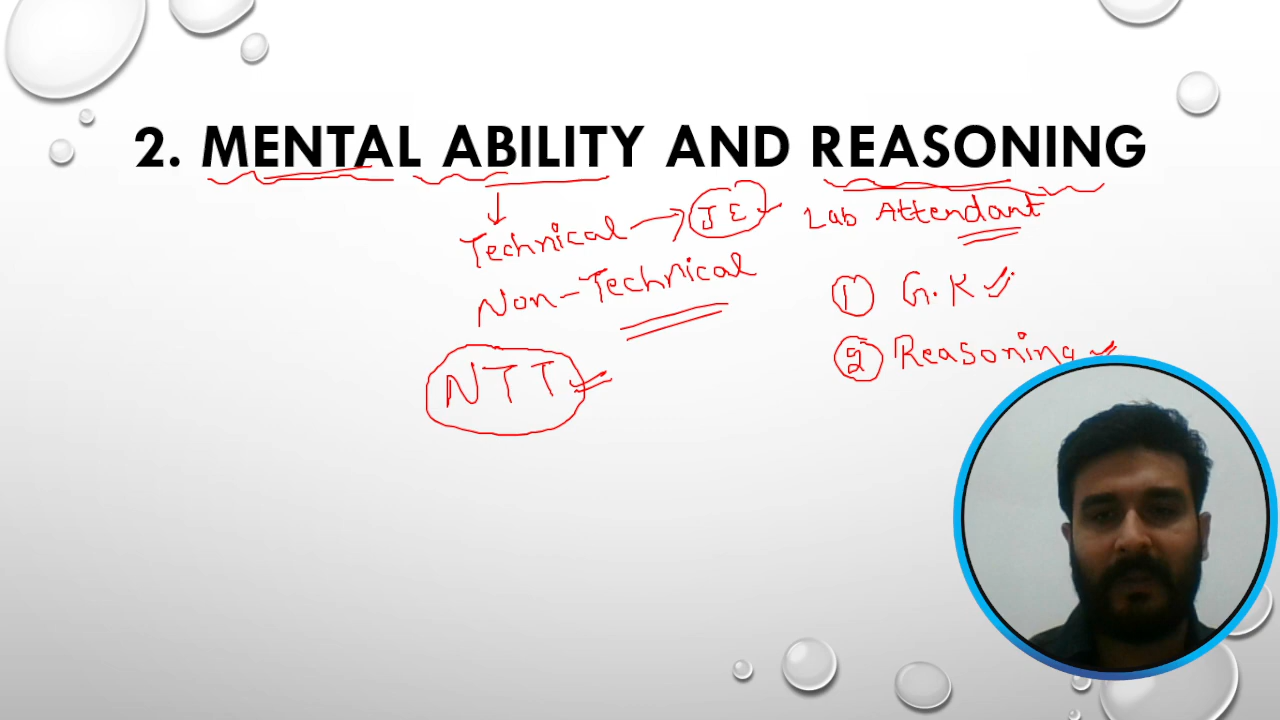 2. MENTAL ABILITY AND REASONING
Technical → JE Lab Attendant
Non-Technical
① G.K
② Reasoning
NTT